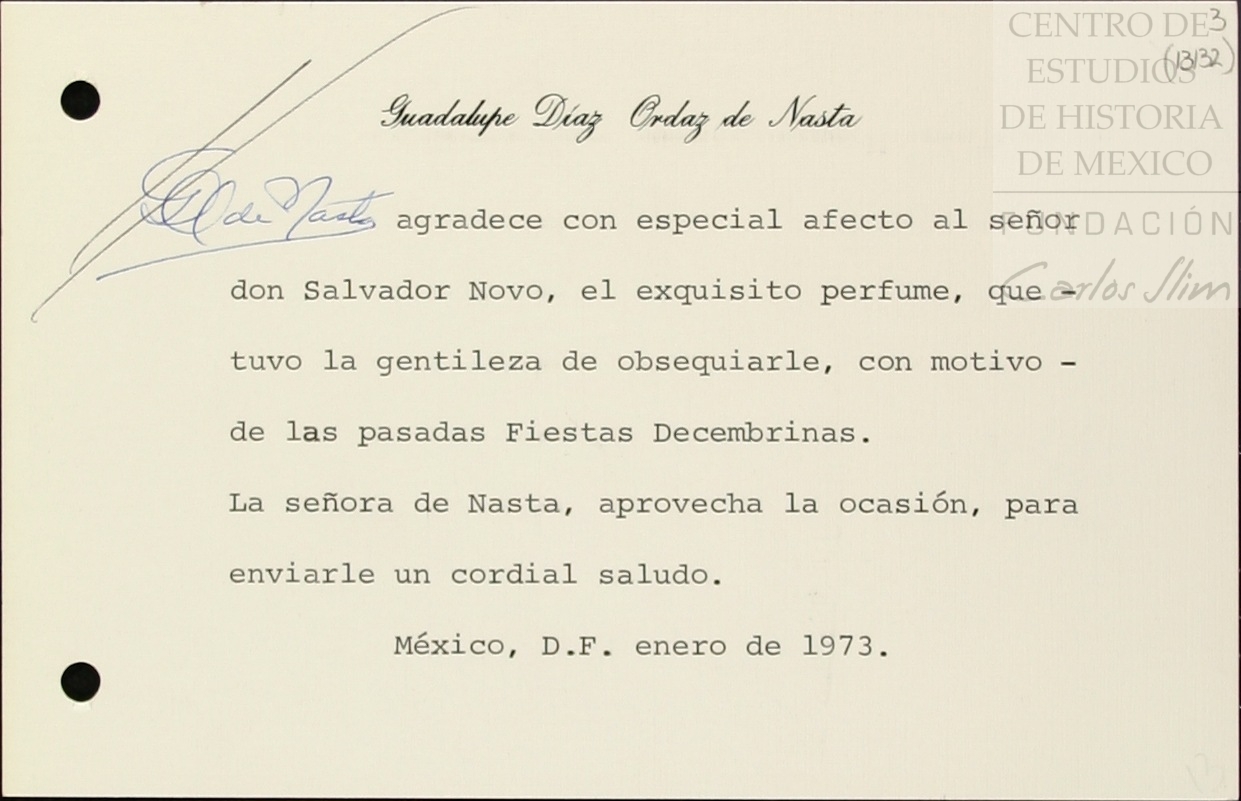 CENTRO DE
ESTUDIOS
DE HISTORIA
DE MEXICO
FUNDACIÓN
Carlos Slim
3
(13132)
Guadalupe Díaz Ordaz de Nasta
de Nasta agradece con especial afecto al señor
don Salvador Novo, el exquisito perfume, que -
tuvo la gentileza de obsequiarle, con motivo -
de las pasadas Fiestas Decembrinas.
La señora de Nasta, aprovecha la ocasión, para
enviarle un cordial saludo.
México, D.F. enero de 1973.